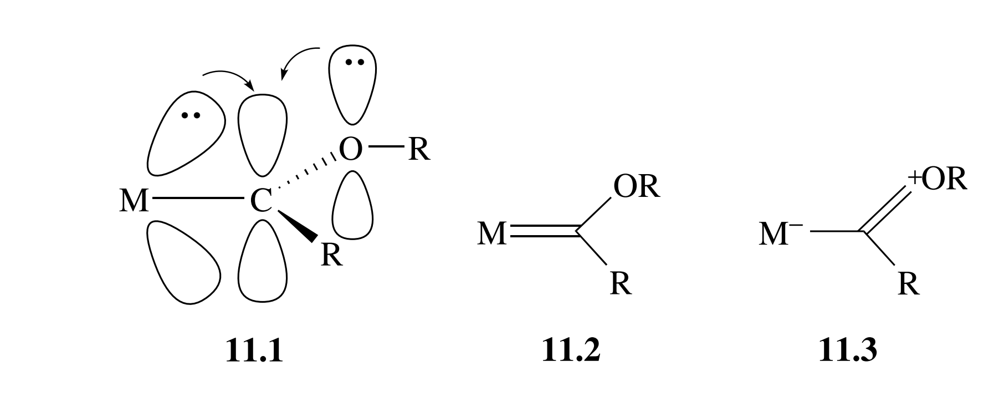 O—R
M C
R
OR
M
R
+OR
M−
R
11.1 11.2 11.3